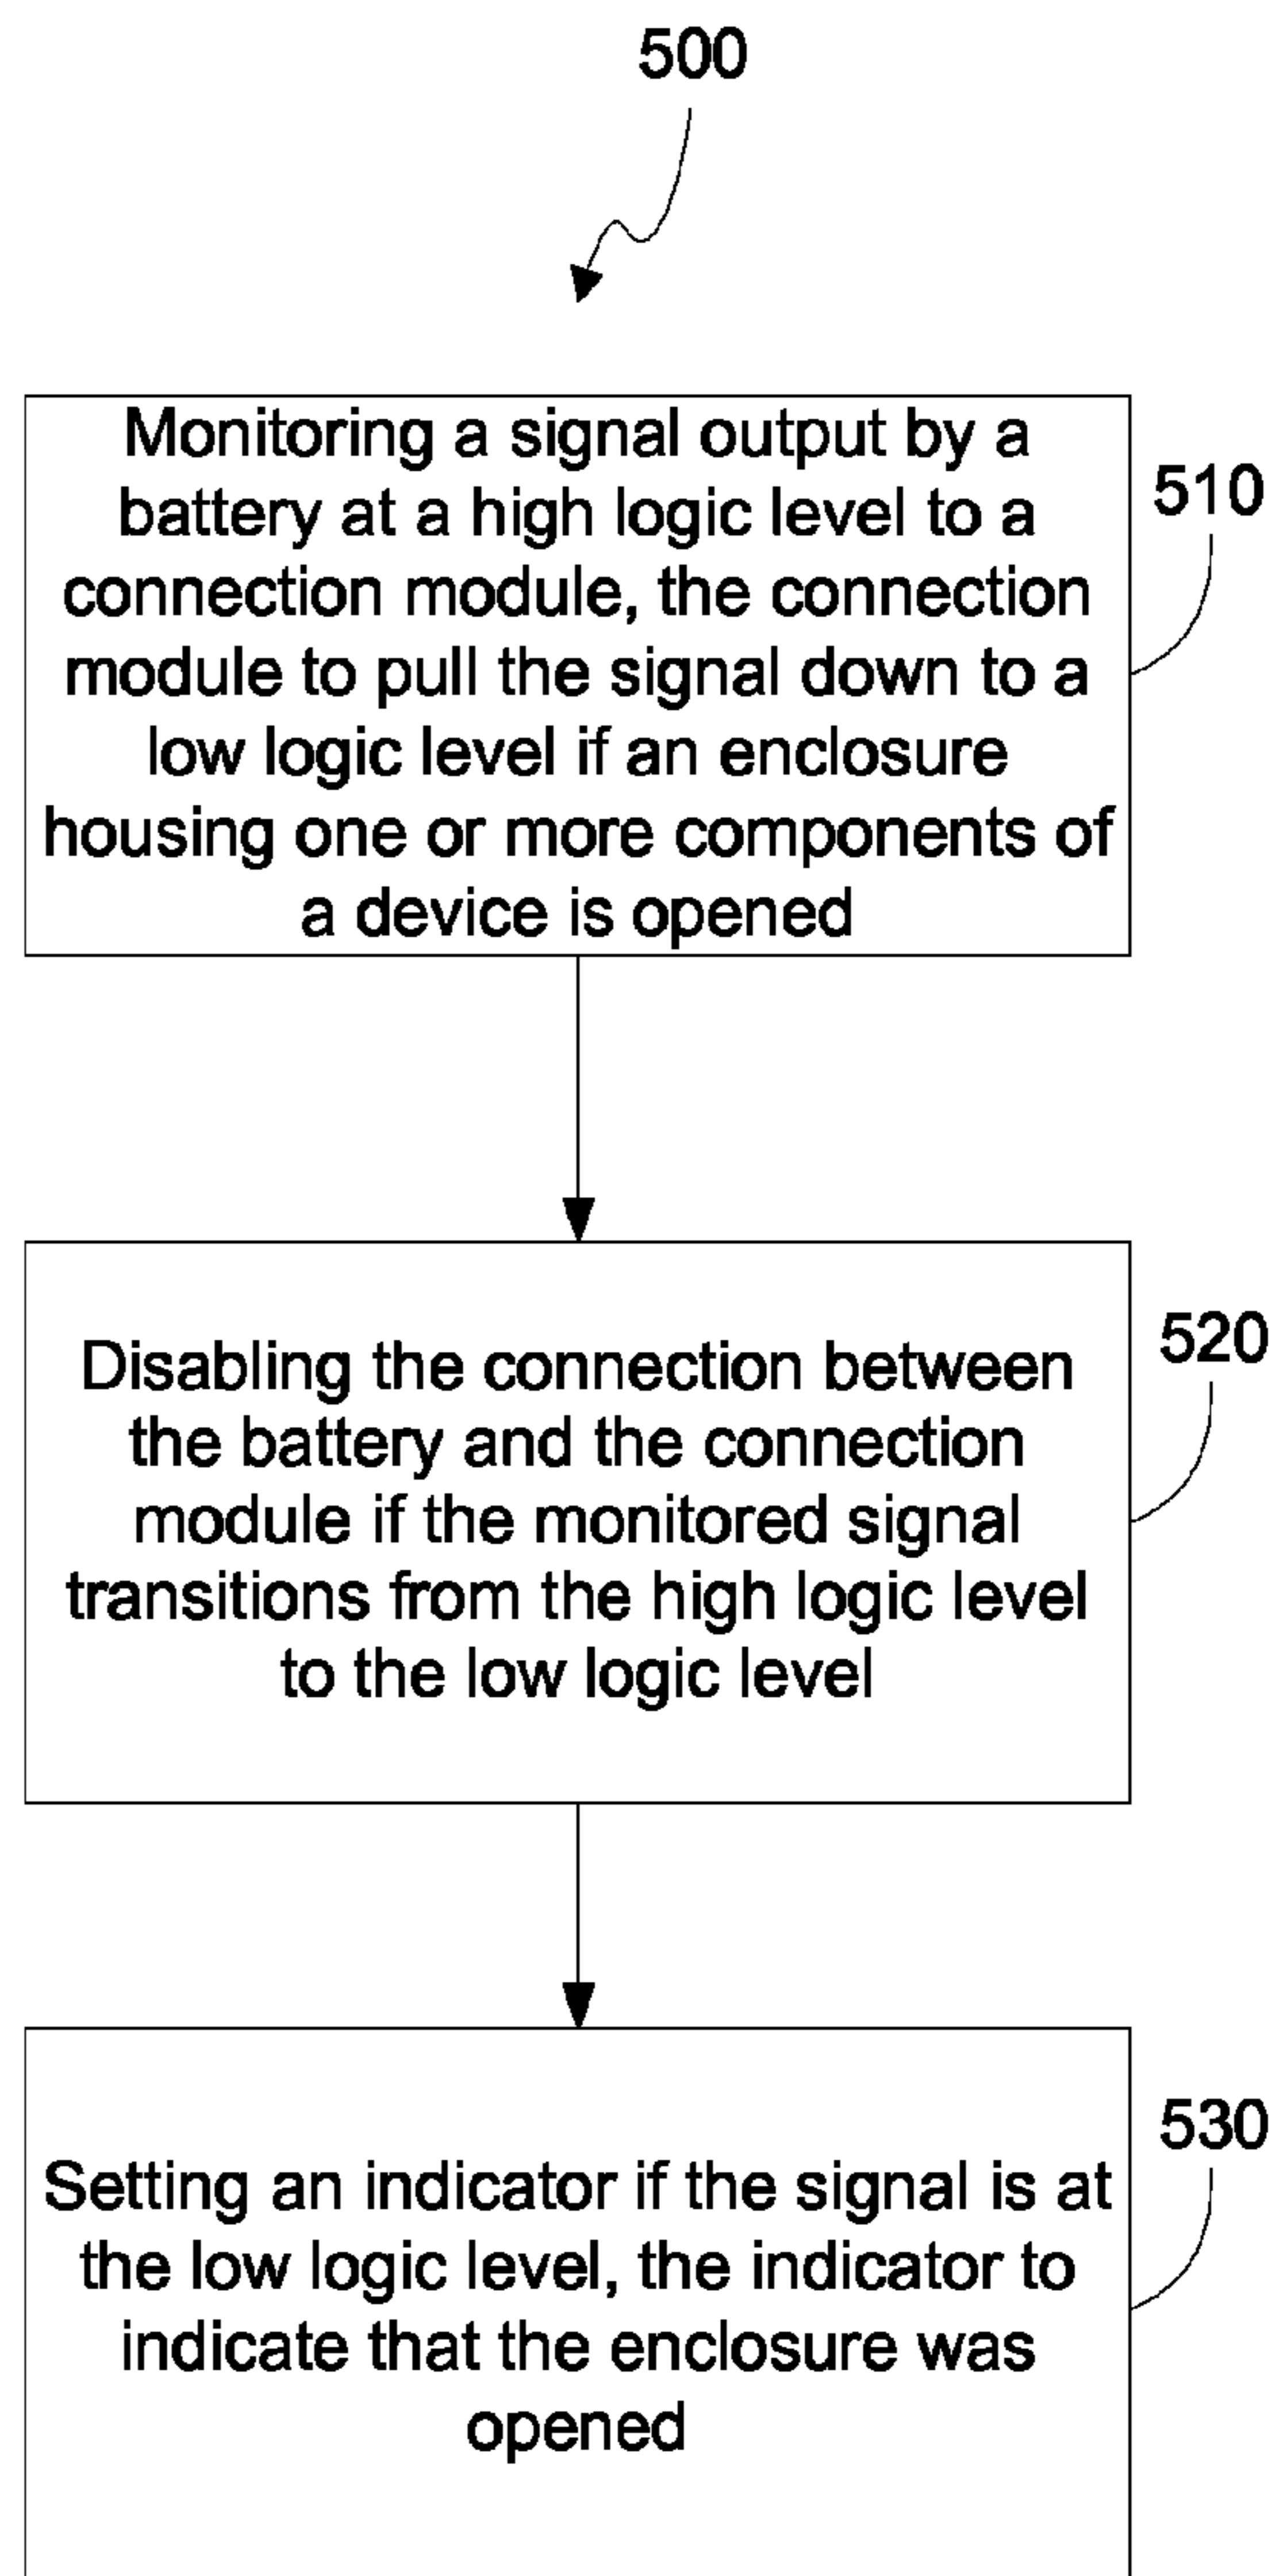 500
Monitoring a signal output by a
battery at a high logic level to a
connection module, the connection
module to pull the signal down to a
low logic level if an enclosure
housing one or more components of
a device is opened
510
Disabling the connection between
the battery and the connection
module if the monitored signal
transitions from the high logic level
to the low logic level
520
Setting an indicator if the signal is at
the low logic level, the indicator to
indicate that the enclosure was
opened
530